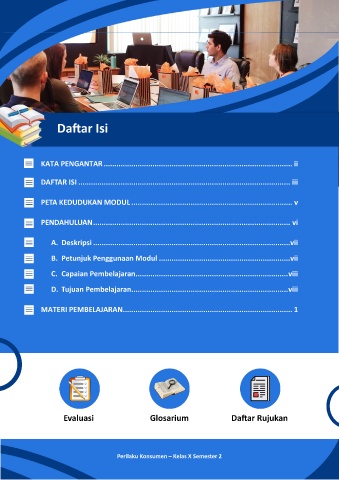 Daftar Isi
KATA PENGANTAR ........................................................................................ ii
DAFTAR ISI ................................................................................................... iii
PETA KEDUDUKAN MODUL ........................................................................... v
PENDAHULUAN ............................................................................................ vi
A. Deskripsi ............................................................................................vii
B. Petunjuk Penggunaan Modul ..............................................................vii
C. Capaian Pembelajaran........................................................................viii
D. Tujuan Pembelajaran..........................................................................viii
MATERI PEMBELAJARAN............................................................................... 1
Evaluasi
Glosarium
Daftar Rujukan
Perilaku Konsumen – Kelas X Semester 2